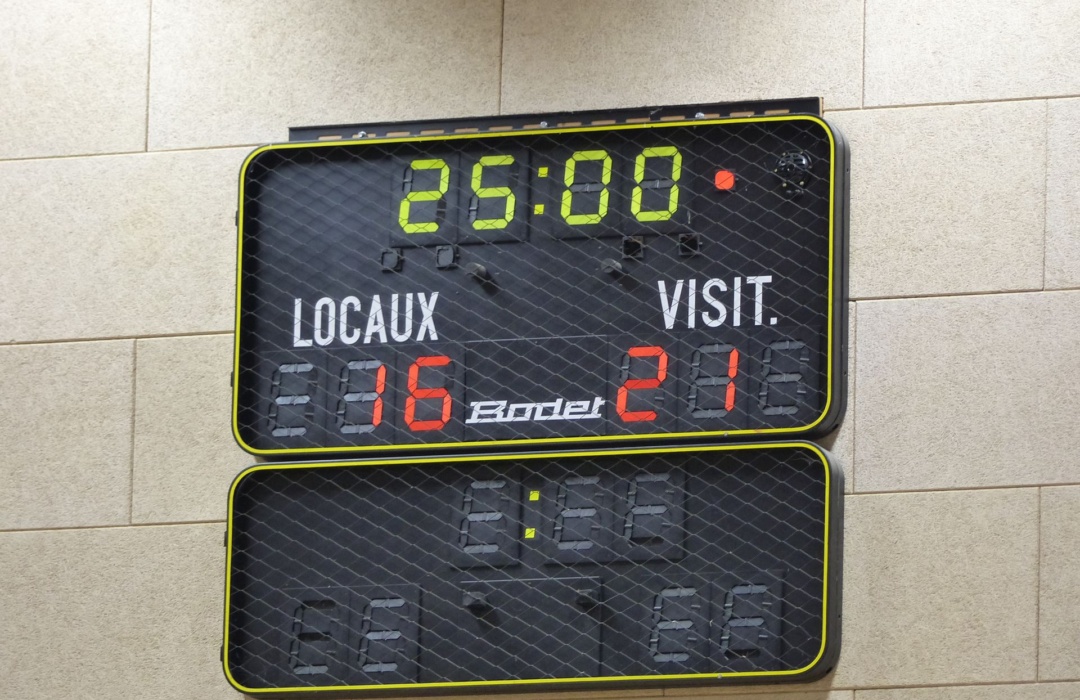 25:00
LOCAUX VISIT.
16 Bodet 21
: